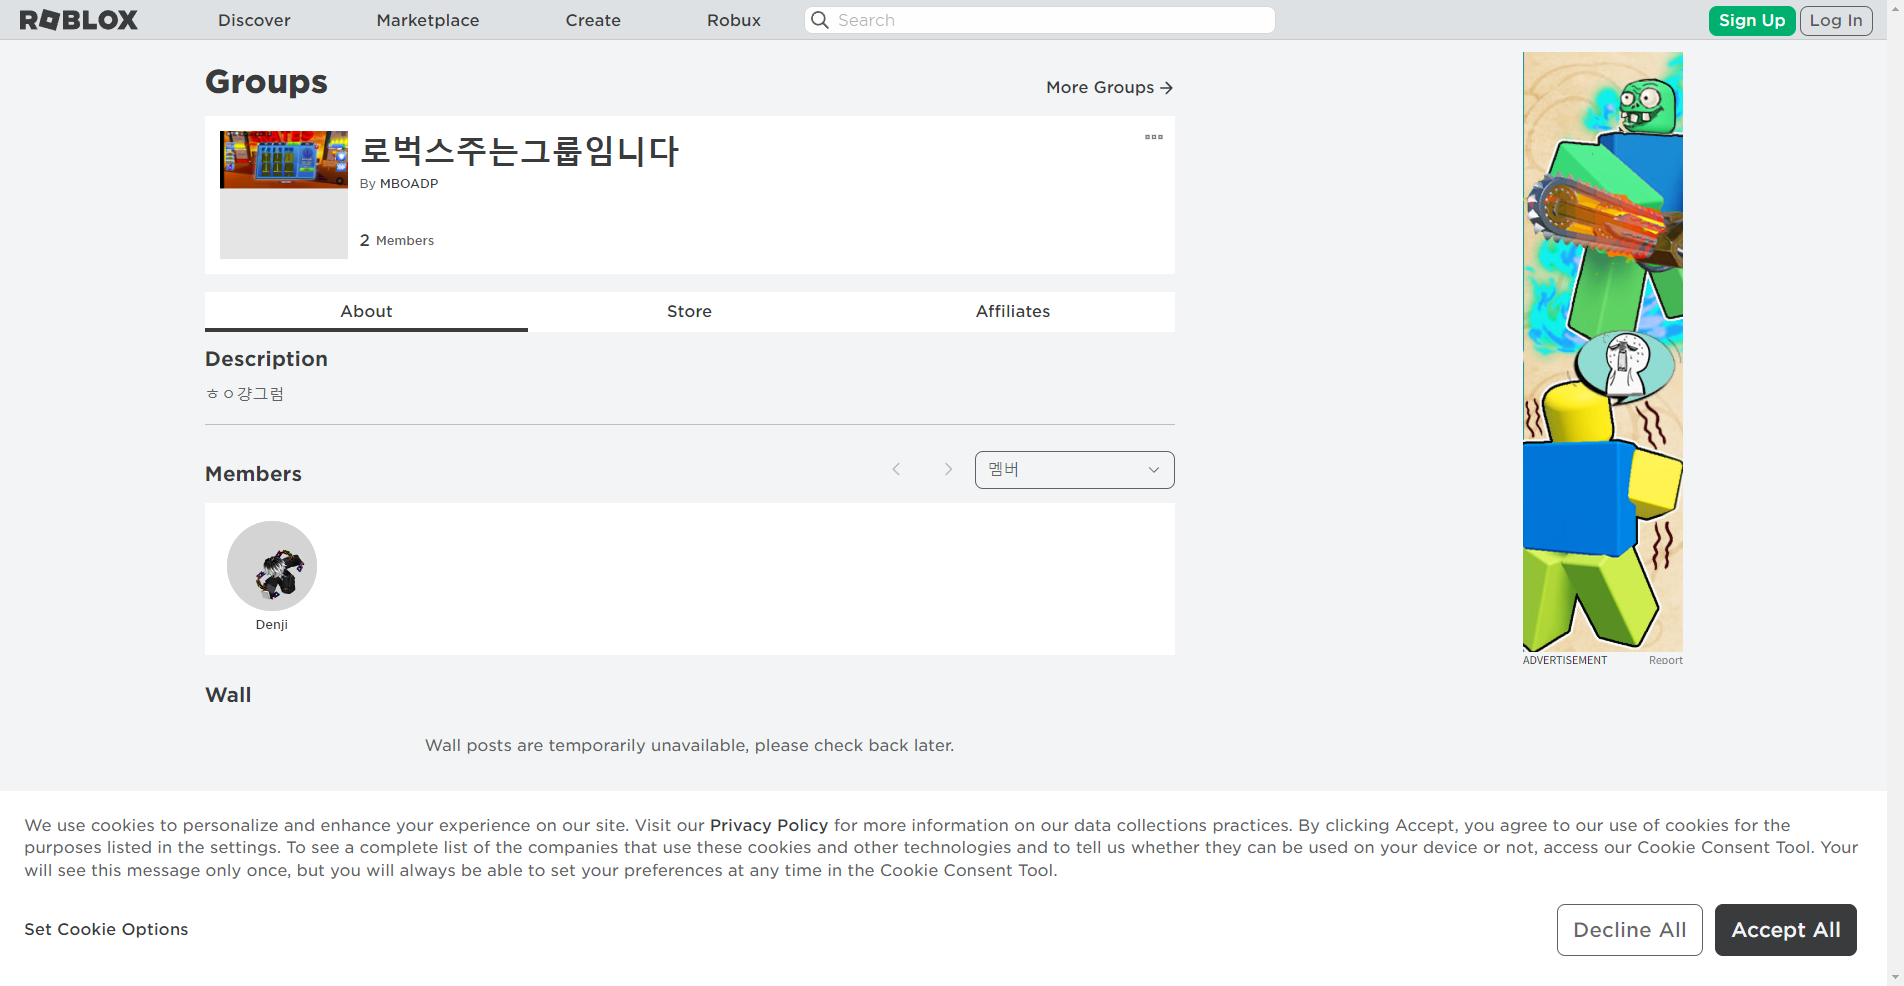 ROBLOX
Discover
Marketplace
Create
Robux
Search
Sign Up
Log In
Groups
More Groups
로벅스주는그룹임니다
By MBOADP
2 Members
About
Store
Affiliates
Description
ㅎㅇ걍그럼
Members
멤버
Denji
Wall
Wall posts are temporarily unavailable, please check back later.
ADVERTISEMENT
Report
We use cookies to personalize and enhance your experience on our site. Visit our Privacy Policy for more information on our data collections practices. By clicking Accept, you agree to our use of cookies for the
purposes listed in the settings. To see a complete list of the companies that use these cookies and other technologies and to tell us whether they can be used on your device or not, access our Cookie Consent Tool. Your
will see this message only once, but you will always be able to set your preferences at any time in the Cookie Consent Tool.
Set Cookie Options
Decline All
Accept All